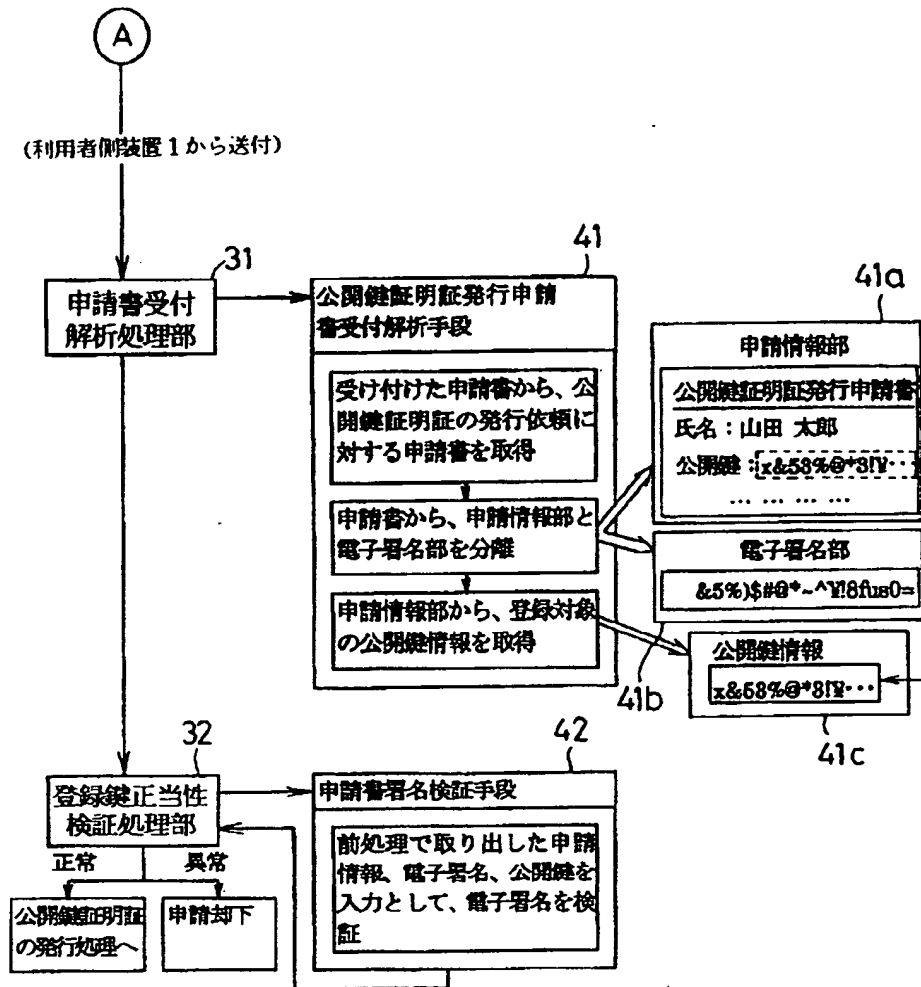 A
(利用者側装置1から送付)
31
申請書受付
解析処理部
41
公開鍵証明証発行申請
書受付解析手段
受け付けた申請書から、公
開鍵証明証の発行依頼に
対する申請書を取得
申請書から、申請情報部と
電子署名部を分離
申請情報部から、登録対象
の公開鍵情報を取得
41a
申請情報部
公開鍵証明証発行申請書
氏名:山田 太郎
公開鍵:x&53%@*3!¥…
… … … …
電子署名部
&5%)$#@*~^¥!8fus0=
41b
公開鍵情報
x&53%@*3!¥…
41c
32
登録鍵正当性
検証処理部
正常
異常
公開鍵証明証
の発行処理へ
申請却下
42
申請書署名検証手段
前処理で取り出した申請
情報、電子署名、公開鍵を
入力として、電子署名を検
証